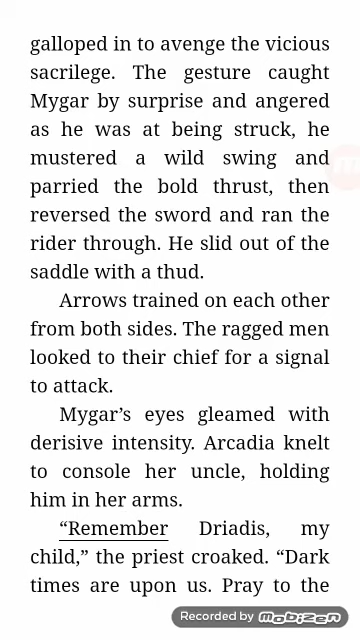 galloped in to avenge the vicious
sacrilege. The gesture caught
Mygar by surprise and angered
as he was at being struck, he
mustered a wild swing and
parried the bold thrust, then
reversed the sword and ran the
rider through. He slid out of the
saddle with a thud.
Arrows trained on each other
from both sides. The ragged men
looked to their chief for a signal
to attack.
Mygar’s eyes gleamed with
derisive intensity. Arcadia knelt
to console her uncle, holding
him in her arms.
“Remember Driadis, my
child,” the priest croaked. “Dark
times are upon us. Pray to the
Recorded by mobizen